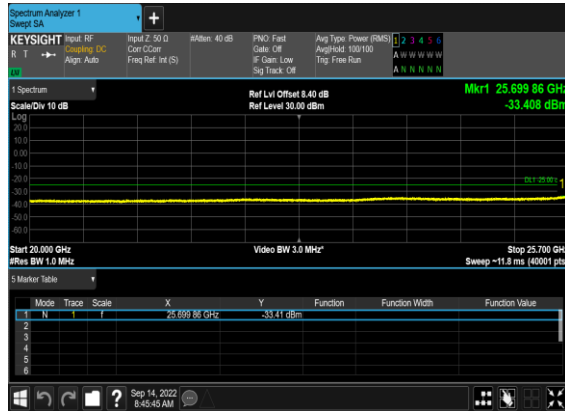 Spectrum Analyzer 1
Swept SA
+
KEYSIGHT Input: RF Input Z: 50 Ω #Atten: 40 dB PNO: Fast Avg Type: Power (RMS) 1 2 3 4 5 6
R T Coupling: DC Corr CCorr Gate: Off Avg|Hold: 100/100 A W W W W W
Align: Auto Freq Ref: Int (S) IF Gain: Low Trig: Free Run
Sig Track: Off A N N N N N
1 Spectrum Ref Lvl Offset 8.40 dB Mkr1 25.699 86 GHz
Scale/Div 10 dB Ref Level 30.00 dBm -33.408 dBm
Log
20.0
10.0
0.00
-10.0
-20.0
DL1 -25.00
1
-30.0
-40.0
-50.0
-60.0
Start 20.000 GHz Video BW 3.0 MHz* Stop 25.700 GHz
#Res BW 1.0 MHz Sweep ~11.8 ms (40001 pts
5 Marker Table
Mode Trace Scale X Y Function Function Width Function Value
1 N 1 f 25.699 86 GHz -33.41 dBm
2
3
4
5
6
? Sep 14, 2022
8:45:45 AM